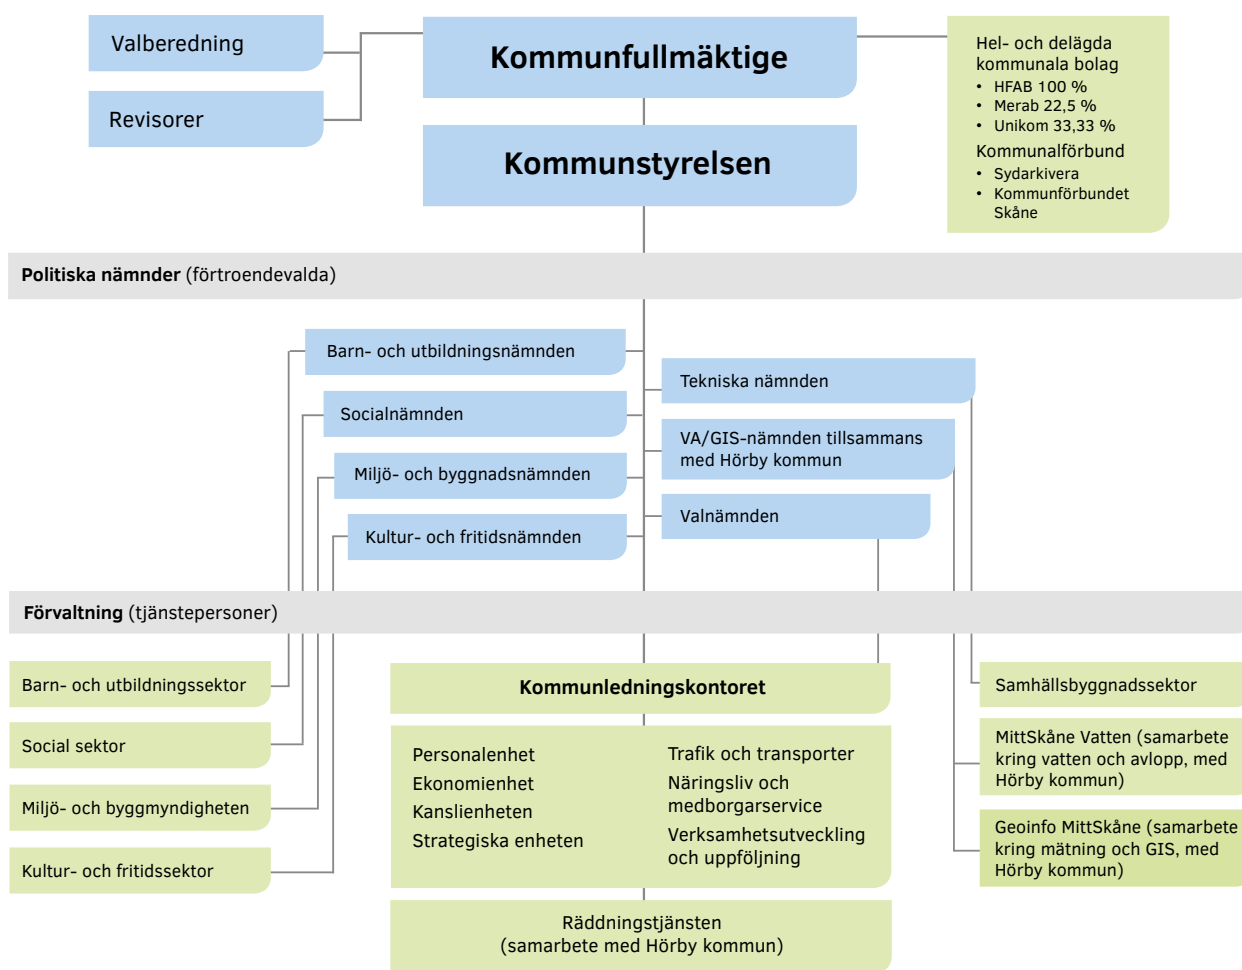 Valberedning
Revisorer
Kommunfullmäktige
Kommunstyrelsen
Hel- och delägda
kommunala bolag
• HFAB 100 %
• Merab 22,5 %
• Unikom 33,33 %
Kommunalförbund
• Sydarkivera
• Kommunförbundet
Skåne
Politiska nämnder (förtroendevalda)
Barn- och utbildningsnämnden
Socialnämnden
Miljö- och byggnadsnämnden
Kultur- och fritidsnämnden
Tekniska nämnden
VA/GIS-nämnden tillsammans
med Hörby kommun
Valnämnden
Förvaltning (tjänstepersoner)
Barn- och utbildningssektor
Social sektor
Miljö- och byggmyndigheten
Kultur- och fritidssektor
Kommunledningskontoret
Personalenhet
Ekonomienhet
Kanslienheten
Strategiska enheten
Trafik och transporter
Näringsliv och
medborgarservice
Verksamhetsutveckling
och uppföljning
Räddningstjänsten
(samarbete med Hörby kommun)
Samhällsbyggnadssektor
MittSkåne Vatten (samarbete
kring vatten och avlopp, med
Hörby kommun)
Geoinfo MittSkåne (samarbete
kring mätning och GIS, med
Hörby kommun)